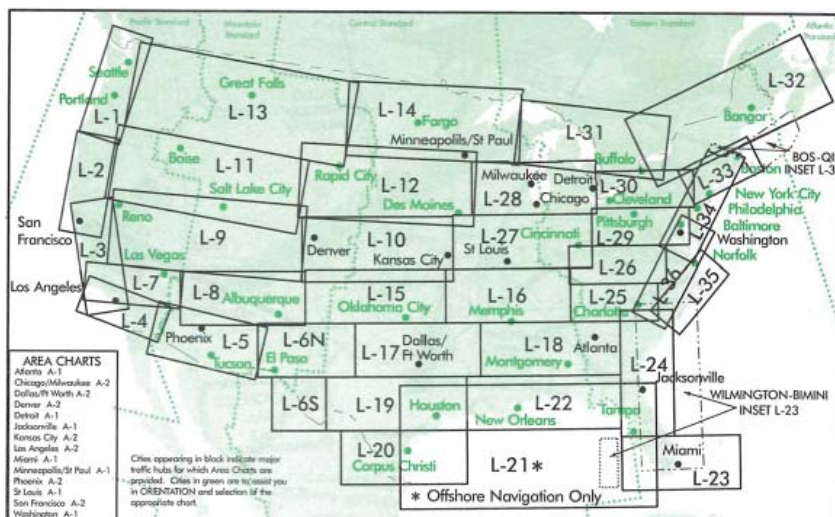 Pacific Standard
Mountain
Standard
Central Standard
Eastern Standard
Atlantic
Standard
Seattle
Portland
L-1
Great Falls
L-13
L-14
Fargo
Minneapolils/St Paul
L-31
L-32
Bangor
BOS-
INSET L-3
Boston
L-2
Boise
L-11
Salt Lake City
Rapid City
L-12
Des Moines
Milwaukee
L-28
Chicago
Detroit
Buffalo
L-30
Cleveland
L-33
New York City
Philadelphia
Baltimore
Washington
Norfolk
L-34
San
Francisco
Reno
L-3
L-9
Las Vegas
Denver
L-10
Kansas City
L-27
St Louis
Cincinnati
Pittsburgh
L-29
L-26
L-36
L-35
Los Angeles
L-7
L-4
L-8
Albuquerque
L-15
Oklahoma City
L-16
Memphis
L-25
Charlotte
Phoenix
L-5
Tucson
L-6N
El Paso
L-17
Dallas/
Ft Worth
L-18
Montgomery
Atlanta
L-24
Jacksonville
WILMINGTON-BIMINI
INSET L-23
L-6S
L-19
Houston
L-22
New Orleans
Tampa
L-20
Corpus Christi
L-21*
* Offshore Navigation Only
Miami
L-23
AREA CHARTS
Atlanta A-1
Chicago/Milwaukee A-2
Dallas/Ft Worth A-2
Denver A-2
Detroit A-1
Jacksonville A-1
Kansas City A-2
Los Angeles A-2
Miami A-1
Minneapolis/St Paul A-1
Phoenix A-2
St Louis A-1
San Francisco A-2
Washington A-1
Cities appearing in block indicate major
traffic hubs for which Area Charts are
provided. Cities in green are to assist you
in ORIENTATION and selection of the
appropriate chart.